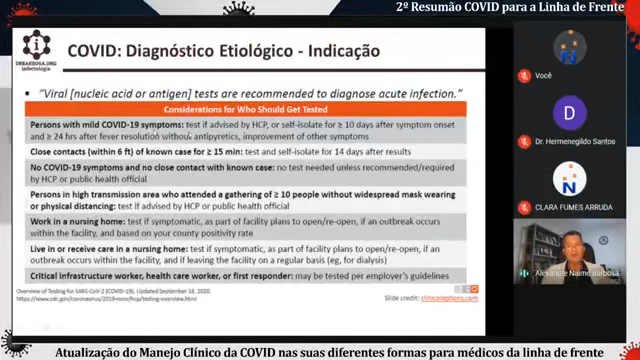 2º Resumão COVID para a Linha de Frente
DRBARBOSA.ORG
COVID: Diagnóstico Etiológico - Indicação
▪ "Viral [nucleic acid or antigen] tests are recommended to diagnose acute infection."
Considerations for Who Should Get Tested
Persons with mild COVID-19 symptoms: test if advised by HCP, or self-isolate for ≥ 10 days after symptom onset
and ≥ 24 hrs after fever resolution without antipyretics, improvement of other symptoms
Close contacts (within 6 ft) of known case for ≥ 15 min: test and self-isolate for 14 days after results
No COVID-19 symptoms and no close contact with known case: no test needed unless recommended/required
by HCP or public health official
Persons in high transmission area who attended a gathering of ≥ 10 people without widespread mask wearing
or physical distancing: test if advised by HCP or public health official
Work in a nursing home: test if symptomatic, as part of facility plans to open/re-open, if an outbreak occurs
within the facility, and based on your county positivity rate
Live in or receive care in a nursing home: test if symptomatic, as part of facility plans to open/re-open, if an
outbreak occurs within the facility, and if leaving the facility on a regular basis (eg, for dialysis)
Critical infrastructure worker, health care worker, or first responder: may be tested per employer's guidelines
Overview of Testing for SARS-CoV-2 (COVID-19). Updated September 18, 2020.
https://www.cdc.gov/coronavirus/2019-ncov/hcp/testing-overview.html
Slide credit: clinicaloptions.com
Você
D
Dr. Hermenegildo Santos
CLARA FUMES ARRUDA
Alexandre Naime Barbosa
Atualização do Manejo Clínico da COVID nas suas diferentes formas para médicos da linha de frente